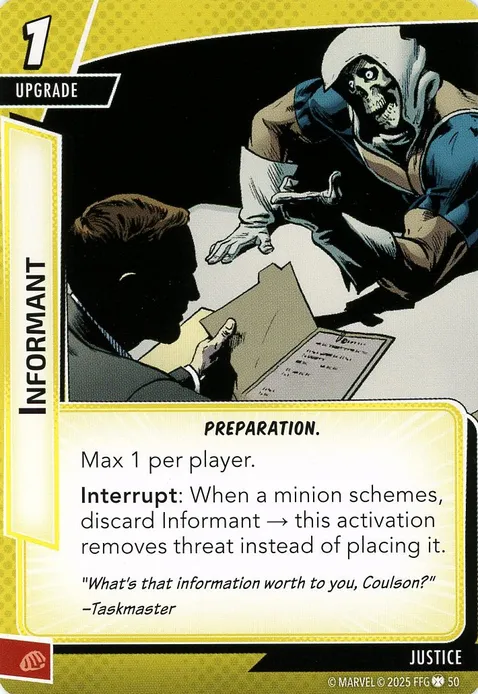 1
UPGRADE
INFORMANT
PREPARATION.
Max 1 per player.
Interrupt: When a minion schemes,
discard Informant → this activation
removes threat instead of placing it.
"What's that information worth to you, Coulson?"
–Taskmaster
JUSTICE
© MARVEL © 2025 FFG 50